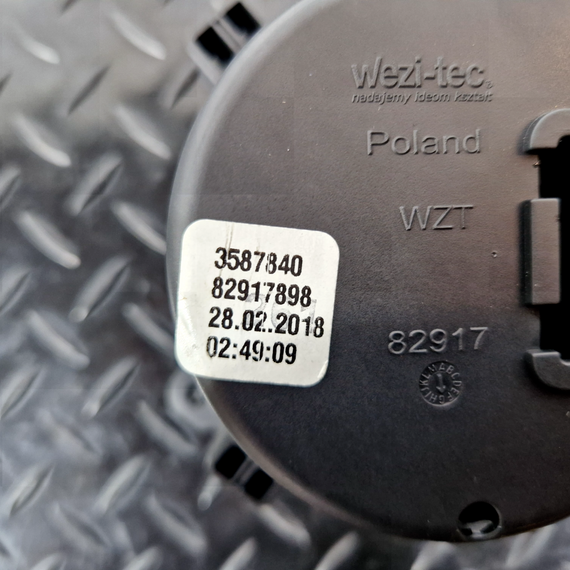 Wezi-tec®
nadajemy ideom kształt
Poland
WZT
3587840
82917898
28.02.2018
02:49:09
82917